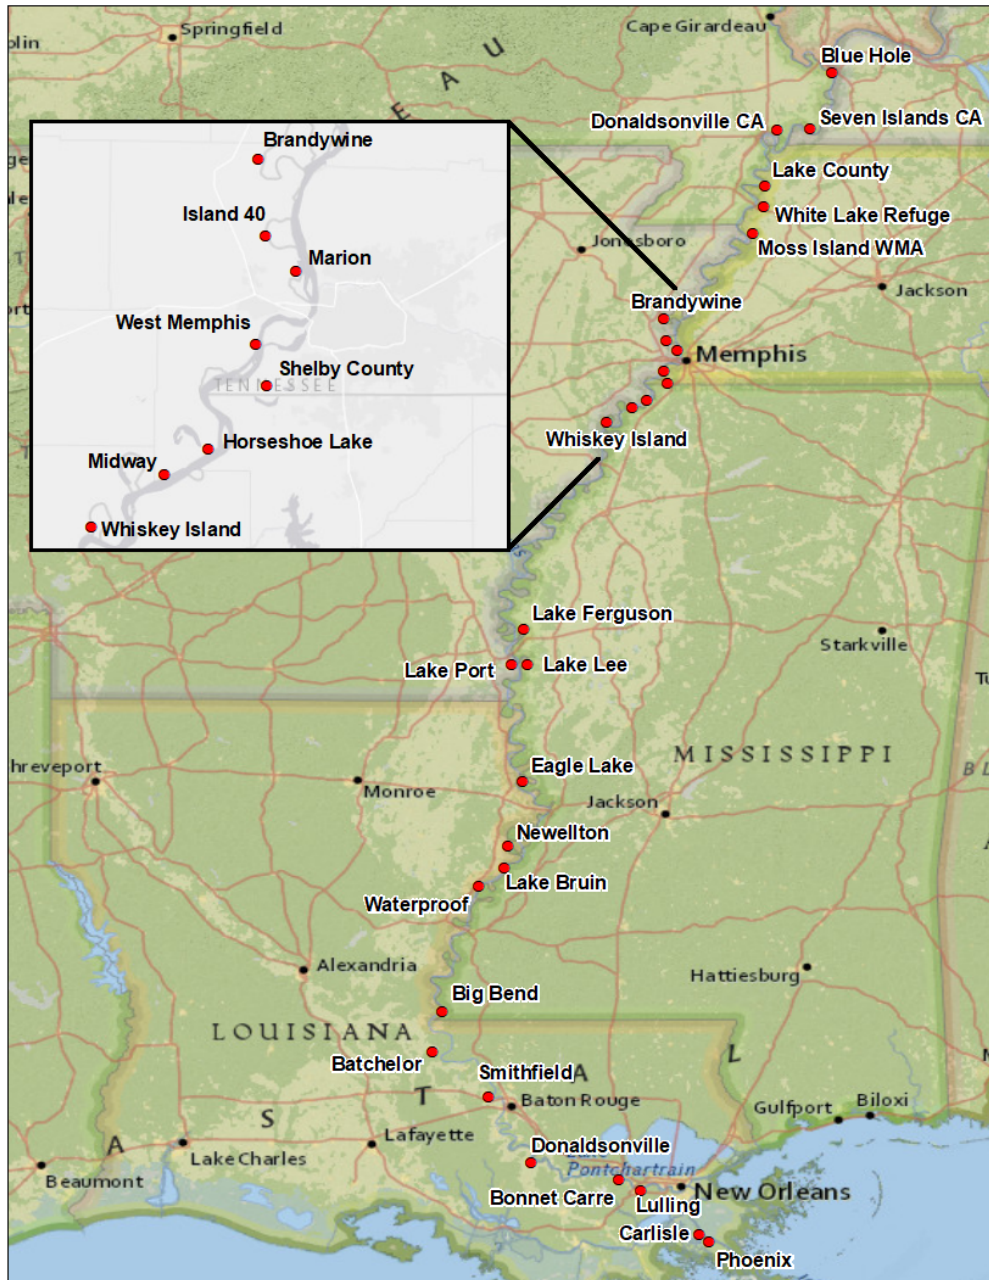 Springfield
Cape Girardeau
olin
E A U
Blue Hole
Donaldsonville CA
Seven Islands CA
Brandywine
Lake County
Island 40
White Lake Refuge
Jonesboro
Moss Island WMA
Marion
Jackson
Brandywine
West Memphis
Memphis
Shelby County
TENNESSEE
Horseshoe Lake
Whiskey Island
Midway
Whiskey Island
Lake Ferguson
Starkville
Lake Port
Lake Lee
MISSISSIPPI
Eagle Lake
hreveport
Monroe
Jackson
Newellton
Lake Bruin
Waterproof
Alexandria
Hattiesburg
Big Bend
LOUISIANA
Batchelor
Smithfield
A S T A L
Baton Rouge
Gulfport
Biloxi
Lafayette
Lake Charles
Donaldsonville
Pontchartrain
Beaumont
Bonnet Carre
New Orleans
Lulling
Carlisle
Phoenix